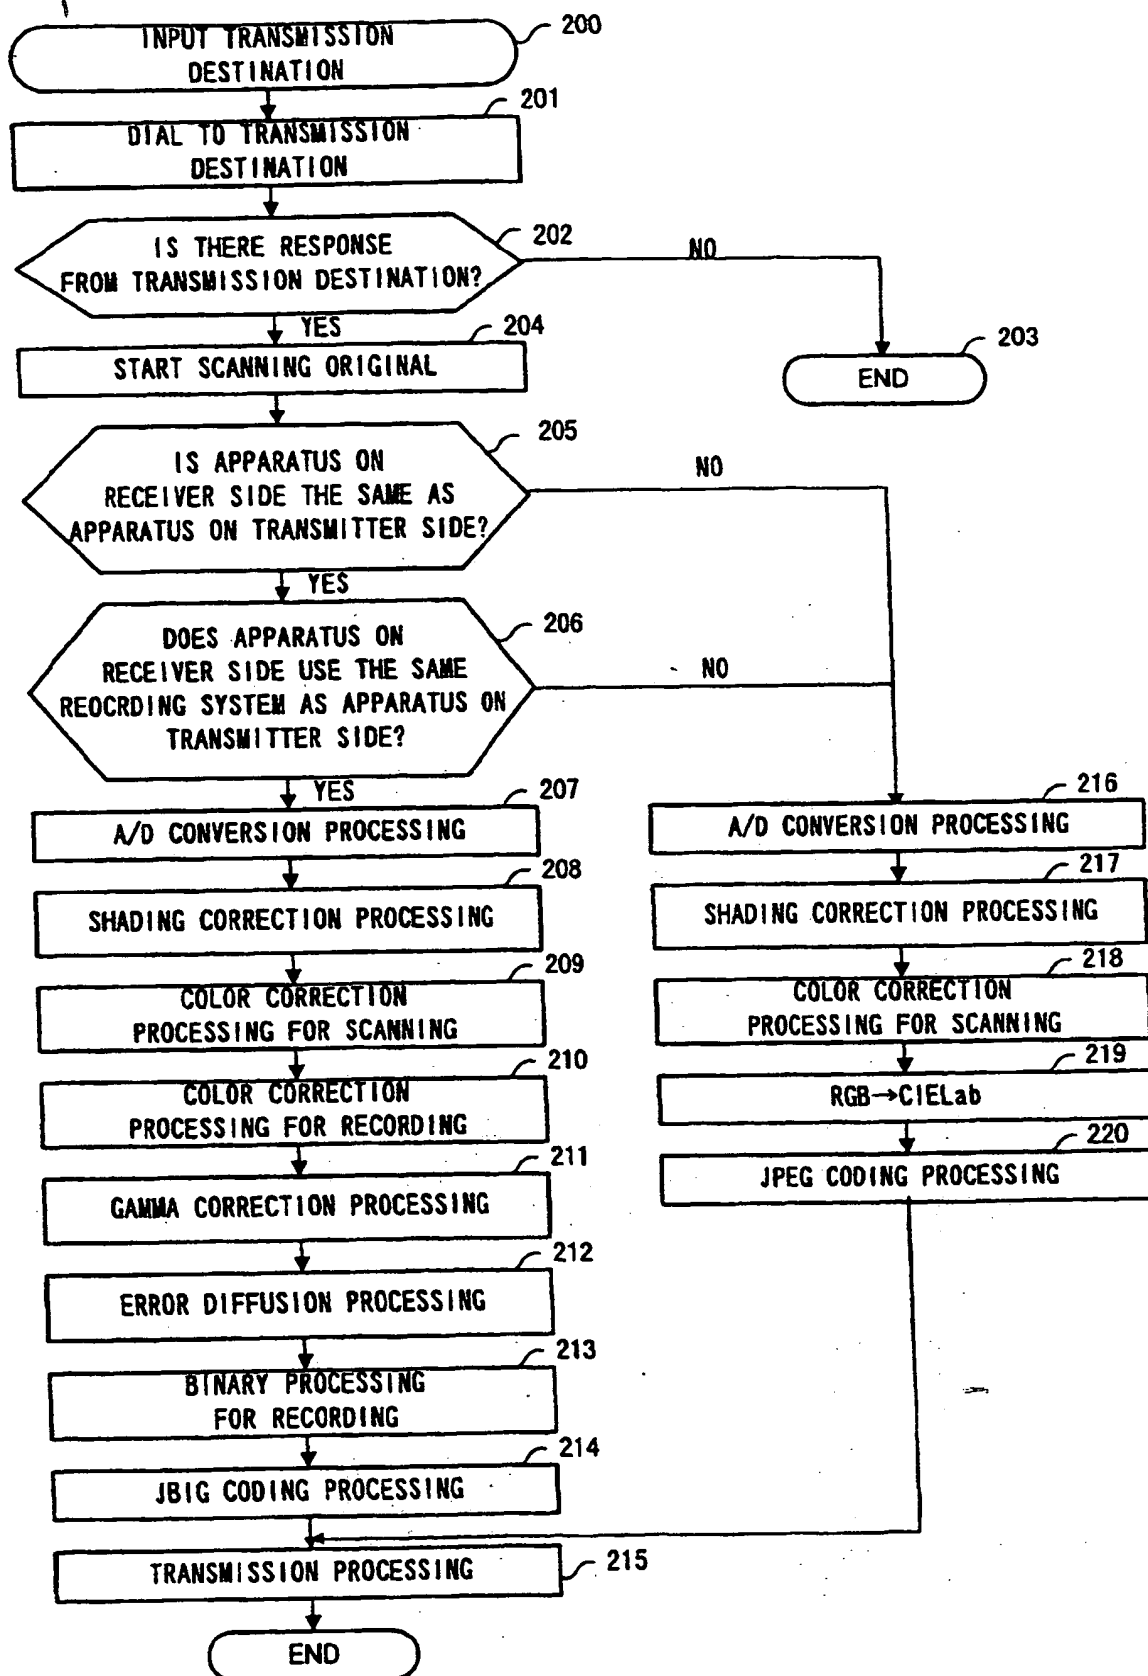 INPUT TRANSMISSION
DESTINATION
200
201
DIAL TO TRANSMISSION
DESTINATION
IS THERE RESPONSE
FROM TRANSMISSION DESTINATION?
202
NO
YES
204
START SCANNING ORIGINAL
203
END
205
IS APPARATUS ON
RECEIVER SIDE THE SAME AS
APPARATUS ON TRANSMITTER SIDE?
NO
YES
206
DOES APPARATUS ON
RECEIVER SIDE USE THE SAME
REOCRDING SYSTEM AS APPARATUS ON
TRANSMITTER SIDE?
NO
YES
207
A/D CONVERSION PROCESSING
208
SHADING CORRECTION PROCESSING
209
COLOR CORRECTION
PROCESSING FOR SCANNING
210
COLOR CORRECTION
PROCESSING FOR RECORDING
211
GAMMA CORRECTION PROCESSING
212
ERROR DIFFUSION PROCESSING
213
BINARY PROCESSING
FOR RECORDING
214
JBIG CODING PROCESSING
216
A/D CONVERSION PROCESSING
217
SHADING CORRECTION PROCESSING
218
COLOR CORRECTION
PROCESSING FOR SCANNING
219
RGB→CIELab
220
JPEG CODING PROCESSING
TRANSMISSION PROCESSING
215
END